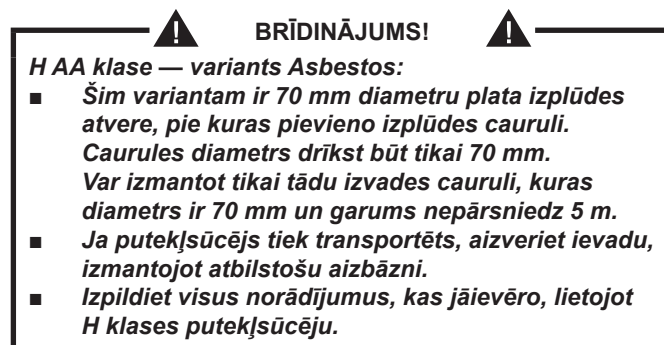 BRĪDINĀJUMS!
H AA klase — variants Asbestos:
■ Šim variantam ir 70 mm diametru plata izplūdes
atvere, pie kuras pievieno izplūdes cauruli.
Caurules diametrs drīkst būt tikai 70 mm.
Var izmantot tikai tādu izvades cauruli, kuras
diametrs ir 70 mm un garums nepārsniedz 5 m.
■ Ja putekļsūcējs tiek transportēts, aizveriet ievadu,
izmantojot atbilstošu aizbāzni.
■ Izpildiet visus norādījumus, kas jāievēro, lietojot
H klases putekļsūcēju.